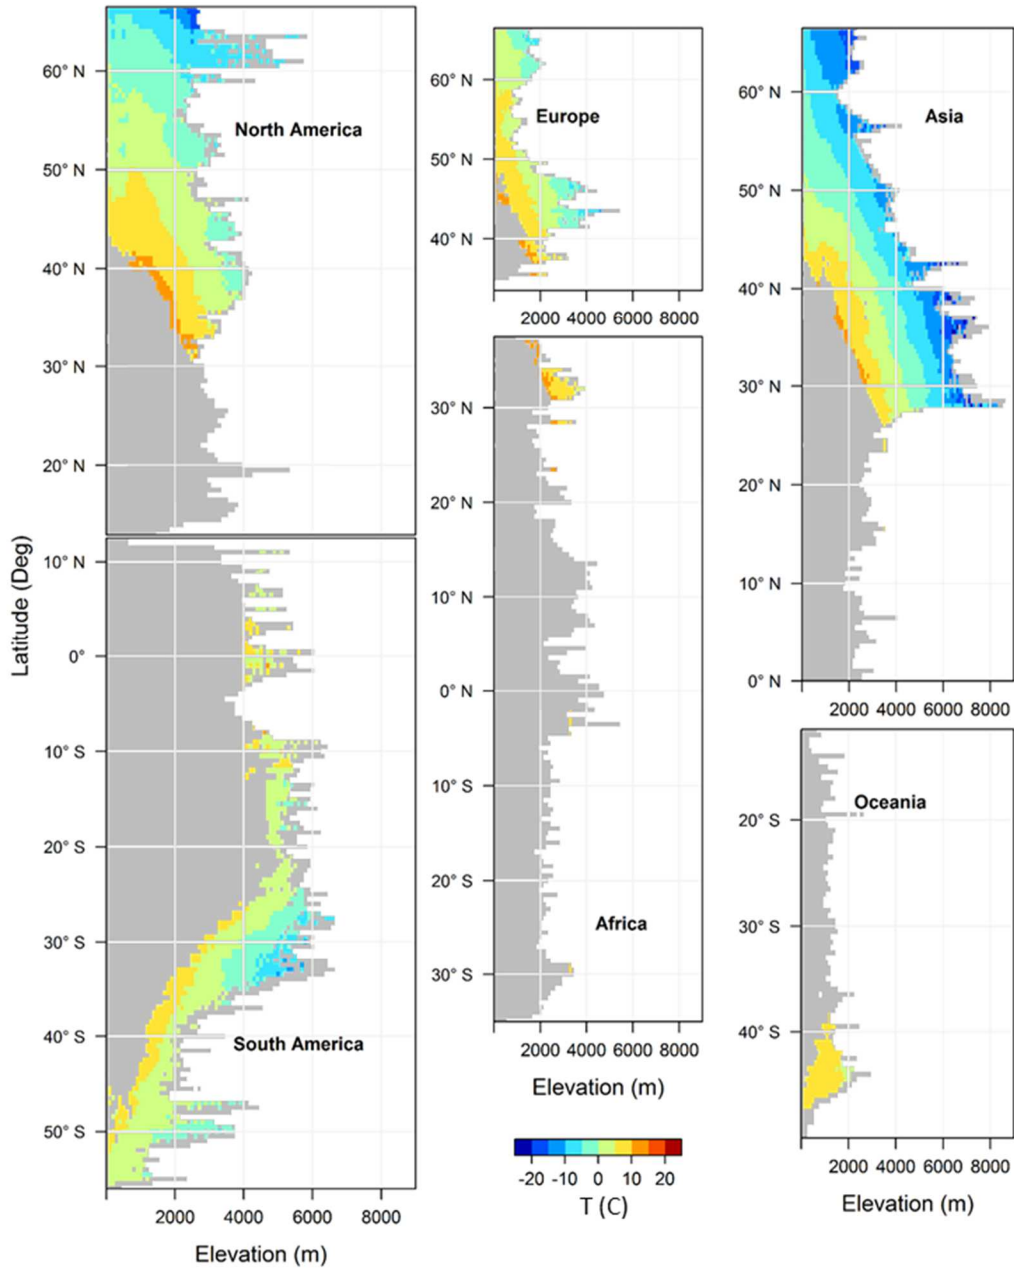 60° N
North America
50° N
40° N
30° N
20° N
60° N
Europe
50° N
40° N
2000 4000 6000 8000
60° N
Asia
50° N
40° N
30° N
20° N
10° N
0° N
2000 4000 6000 8000
Latitude (Deg)
10° N
0°
10° S
20° S
30° S
40° S
South America
50° S
2000 4000 6000 8000
Elevation (m)
30° N
20° N
10° N
0° N
10° S
20° S
Africa
30° S
2000 4000 6000 8000
Elevation (m)
-20 -10 0 10 20
T (C)
Oceania
20° S
30° S
40° S
2000 4000 6000 8000
Elevation (m)